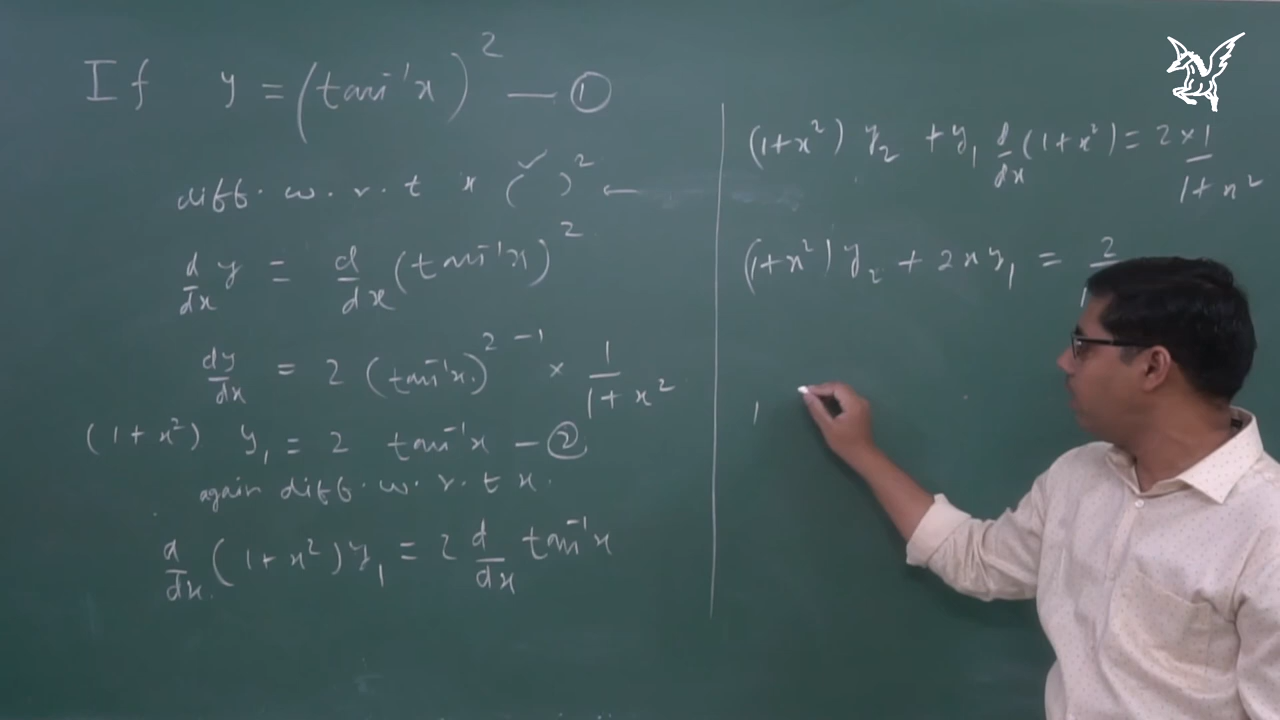 If y = (tan⁻¹x)² — ①
diff. w. r. t x (✓)² ←
d/dx y = d/dx (tan⁻¹x)²
dy/dx = 2 (tan⁻¹x)²⁻¹ × 1/1+x²
(1+x²) y₁ = 2 tan⁻¹x — ②
again diff. w. r. t x.
d/dx (1+x²) y₁ = 2 d/dx tan⁻¹x
(1+x²) y₂ + y₁ d/dx (1+x²) = 2 × 1/1+x²
(1+x²) y₂ + 2xy₁ = 2